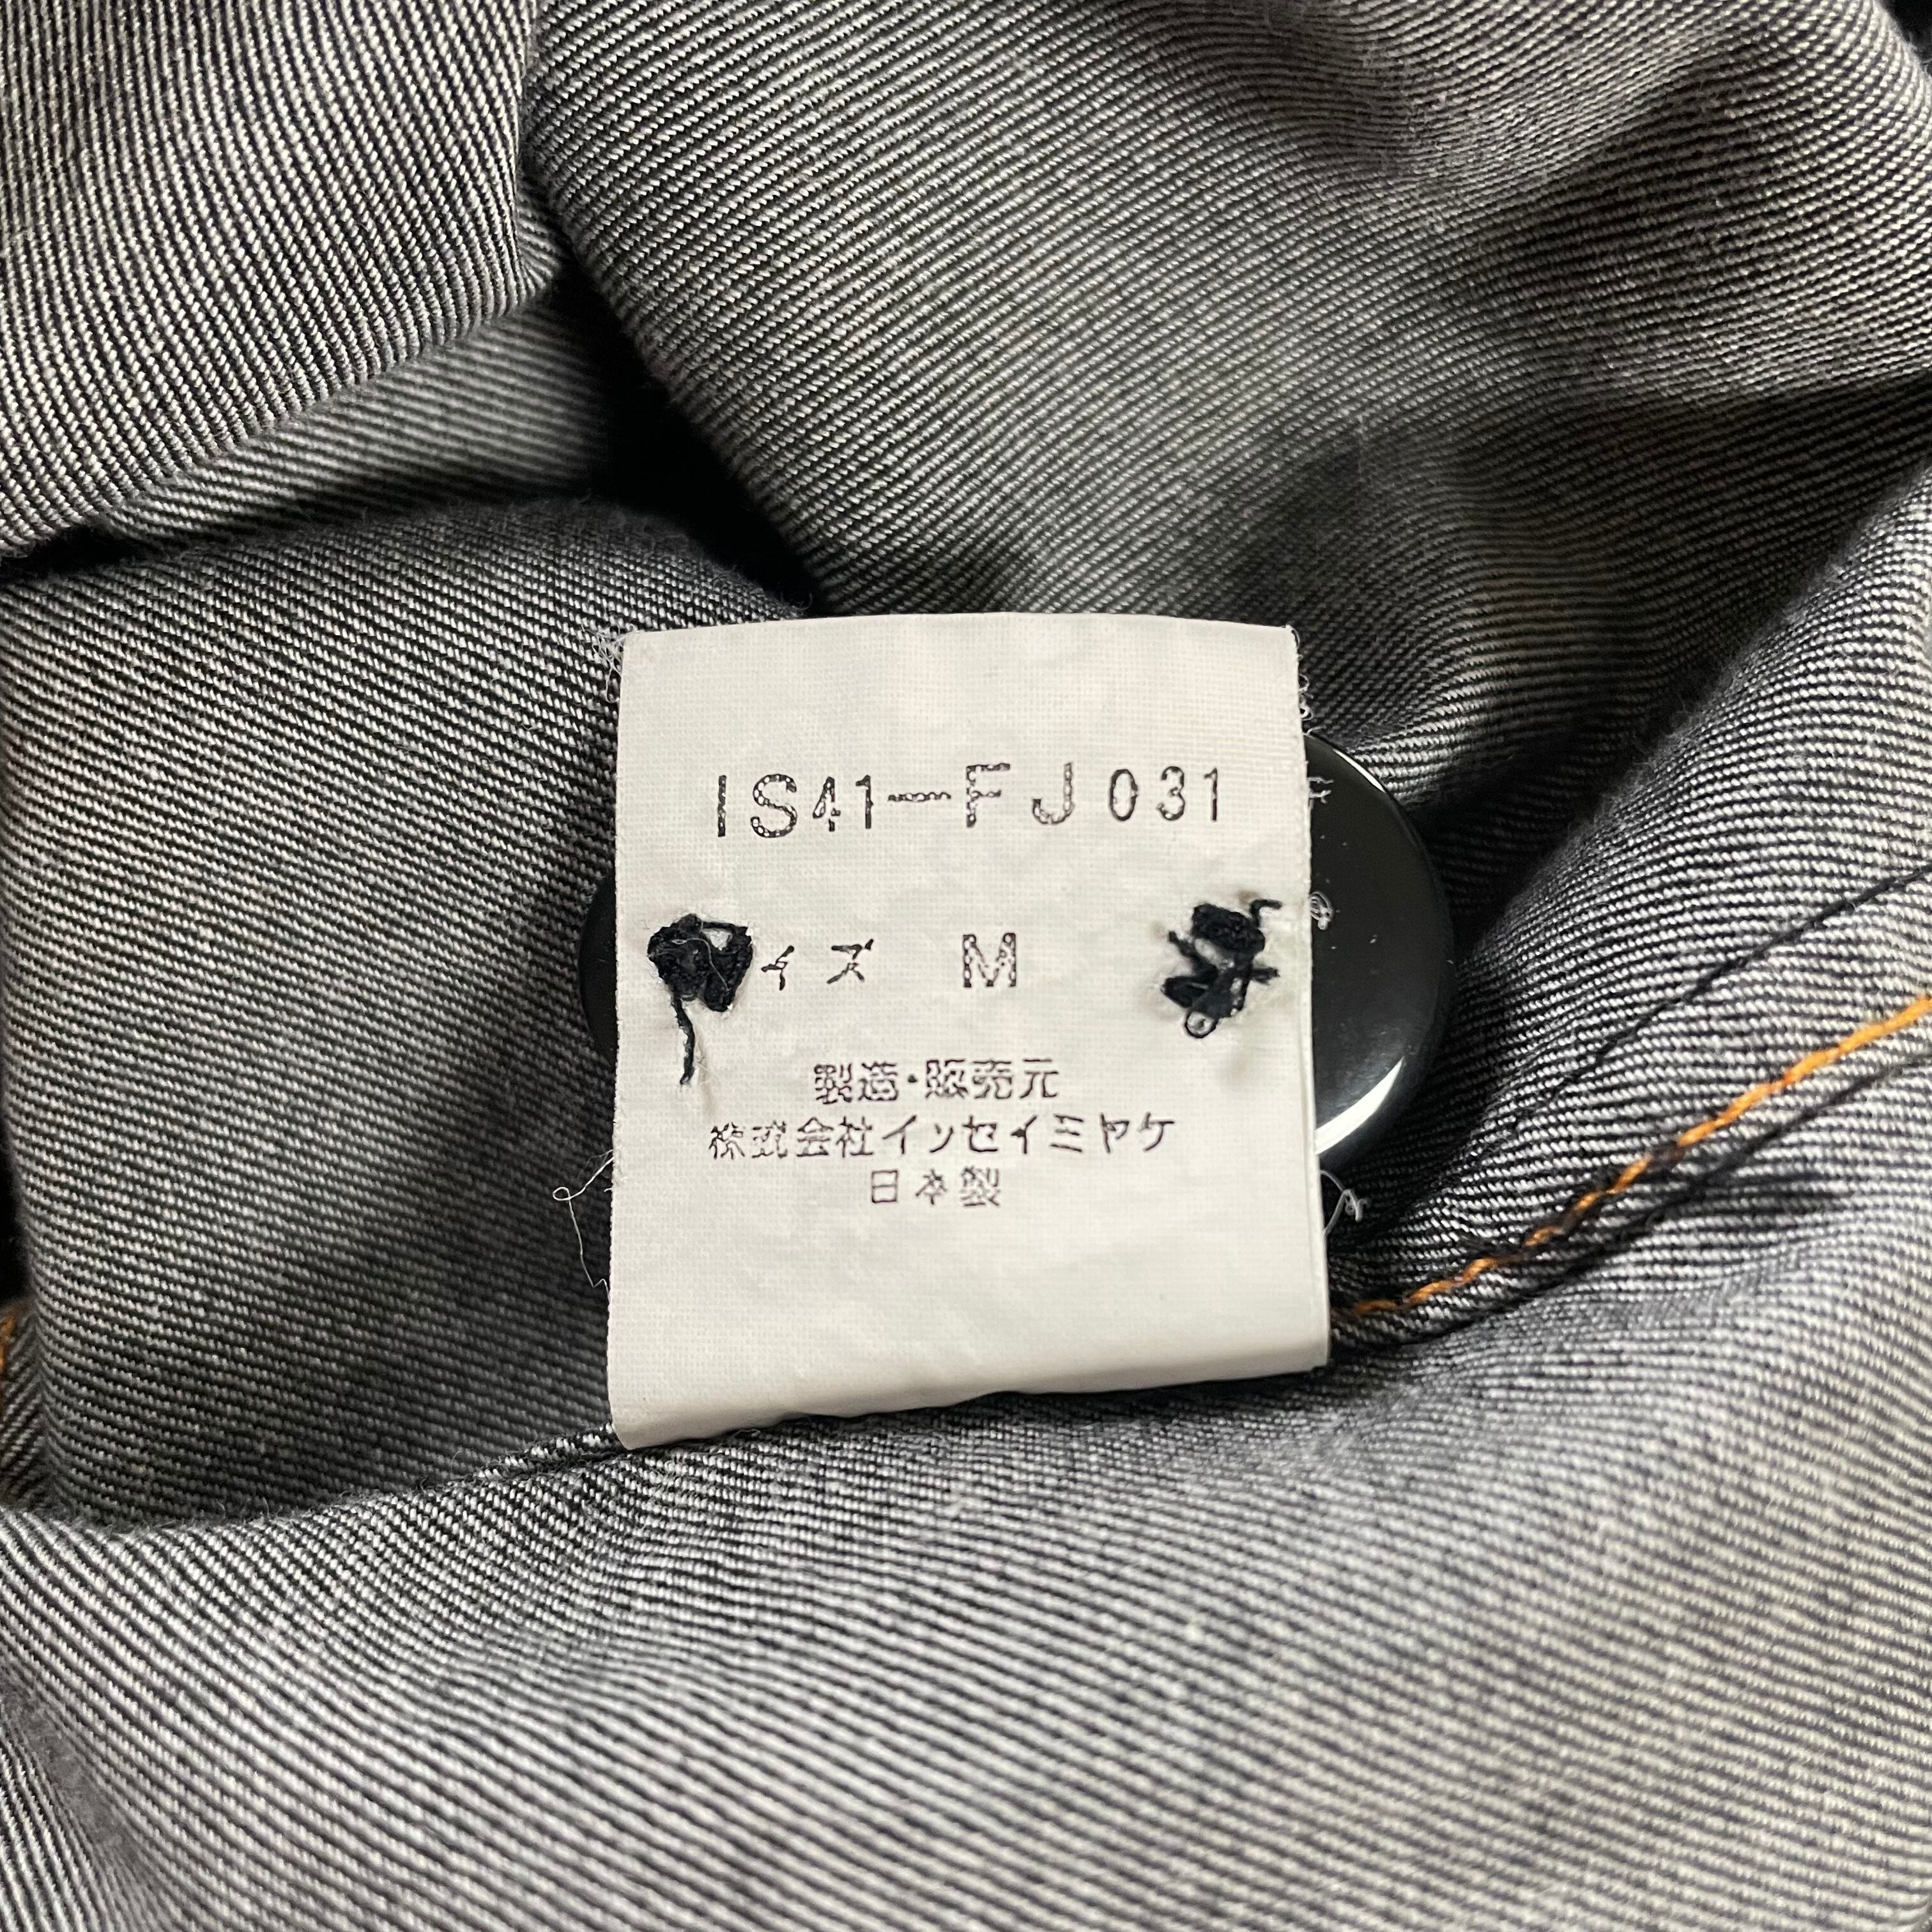 IS41-FJ031
イズ M
製造・販売元
株式会社イッセイミヤケ
日本製